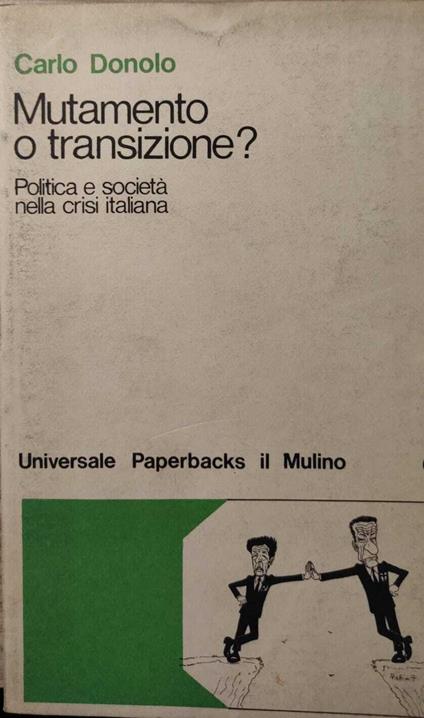 Carlo Donolo
Mutamento
o transizione?
Politica e società
nella crisi italiana
Universale Paperbacks il Mulino